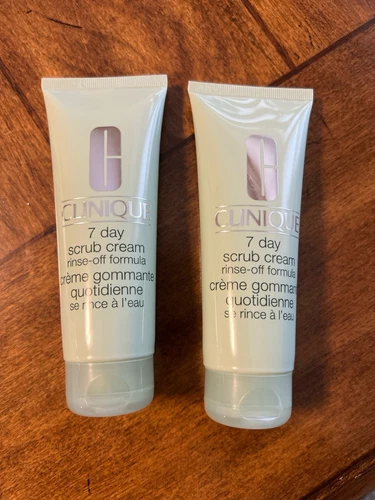 CLINIQUE
7 day
scrub cream
rinse-off formula
crème gommante
quotidienne
se rince à l'eau
CLINIQUE
7 day
scrub cream
rinse-off formula
crème gomman
quotidienne
se rince à l'eau